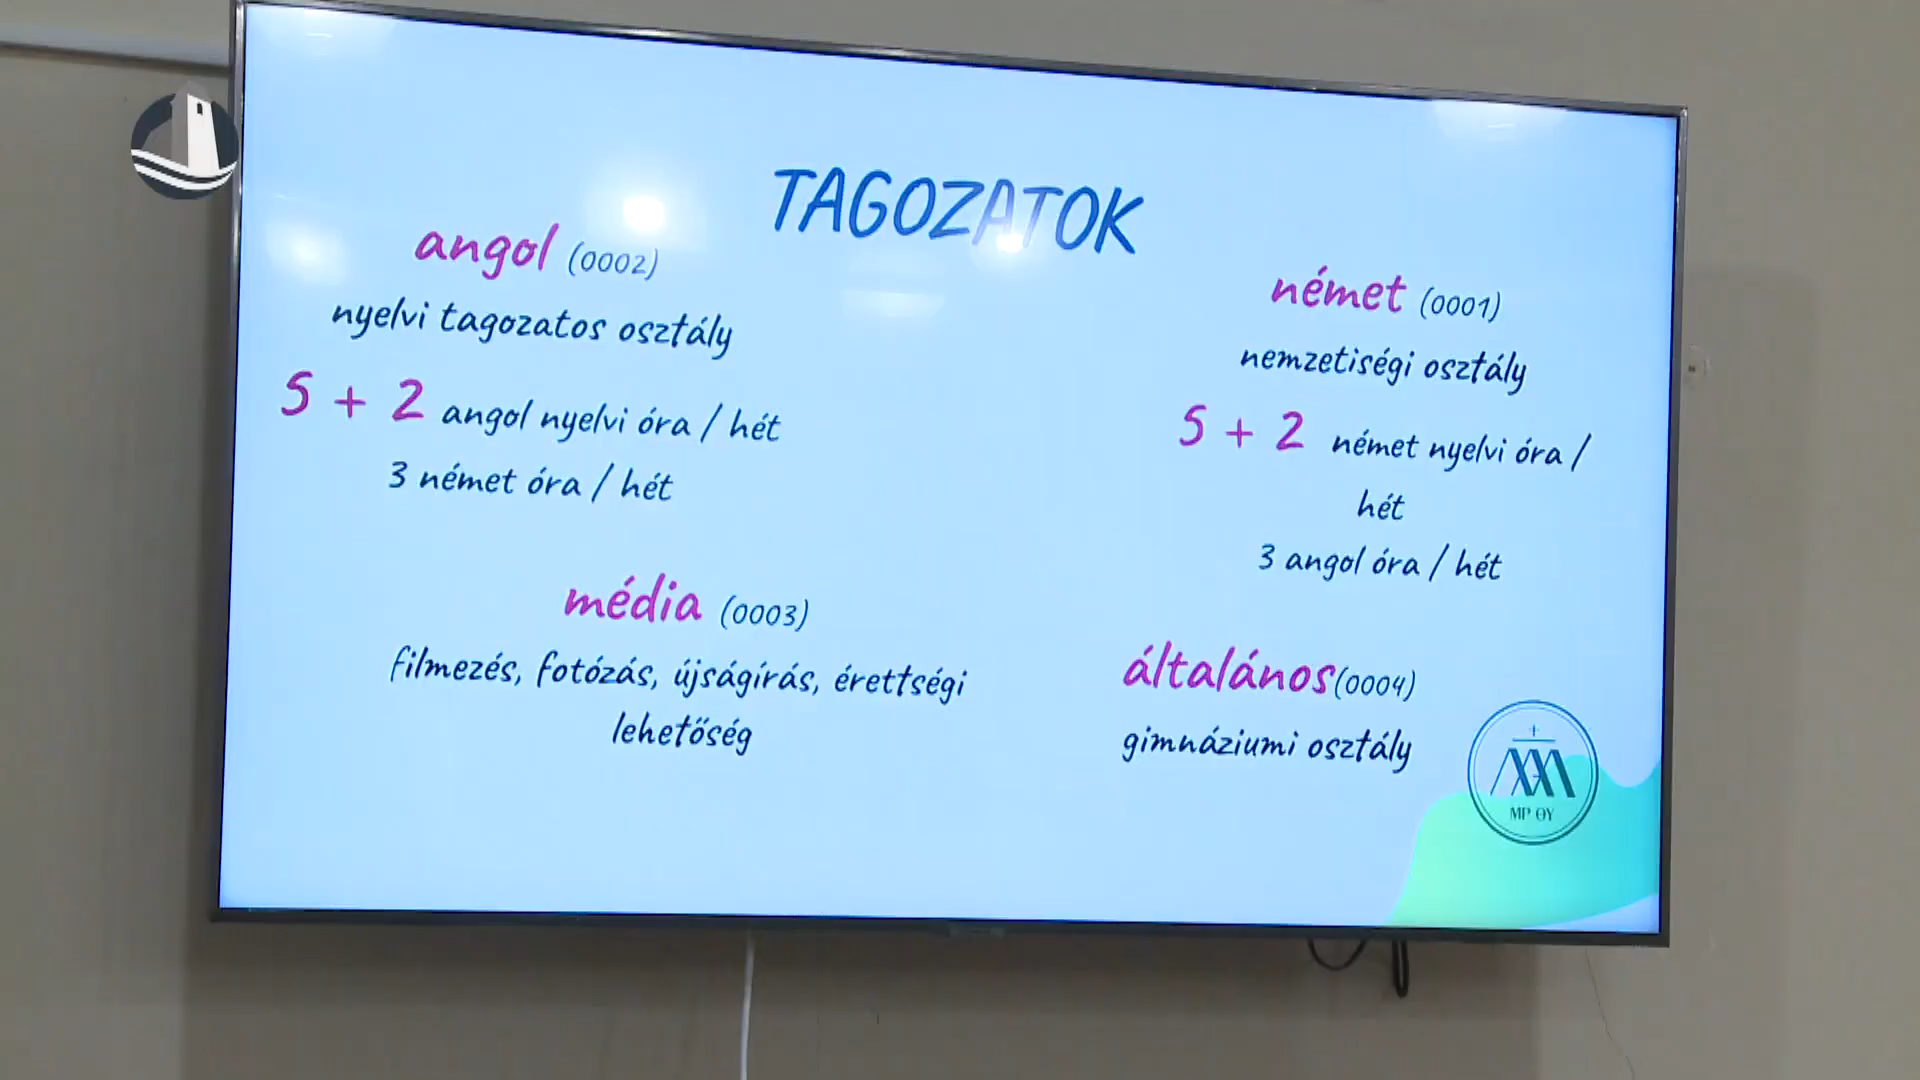 TAGOZATOK
angol (0002)
nyelvi tagozatos osztály
5 + 2 angol nyelvi óra / hét
3 német óra / hét
német (0001)
nemzetiségi osztály
5 + 2 német nyelvi óra /
hét
3 angol óra / hét
média (0003)
filmezés, fotózás, újságírás, érettségi
lehetőség
általános(0004)
gimnáziumi osztály
MP ΘY